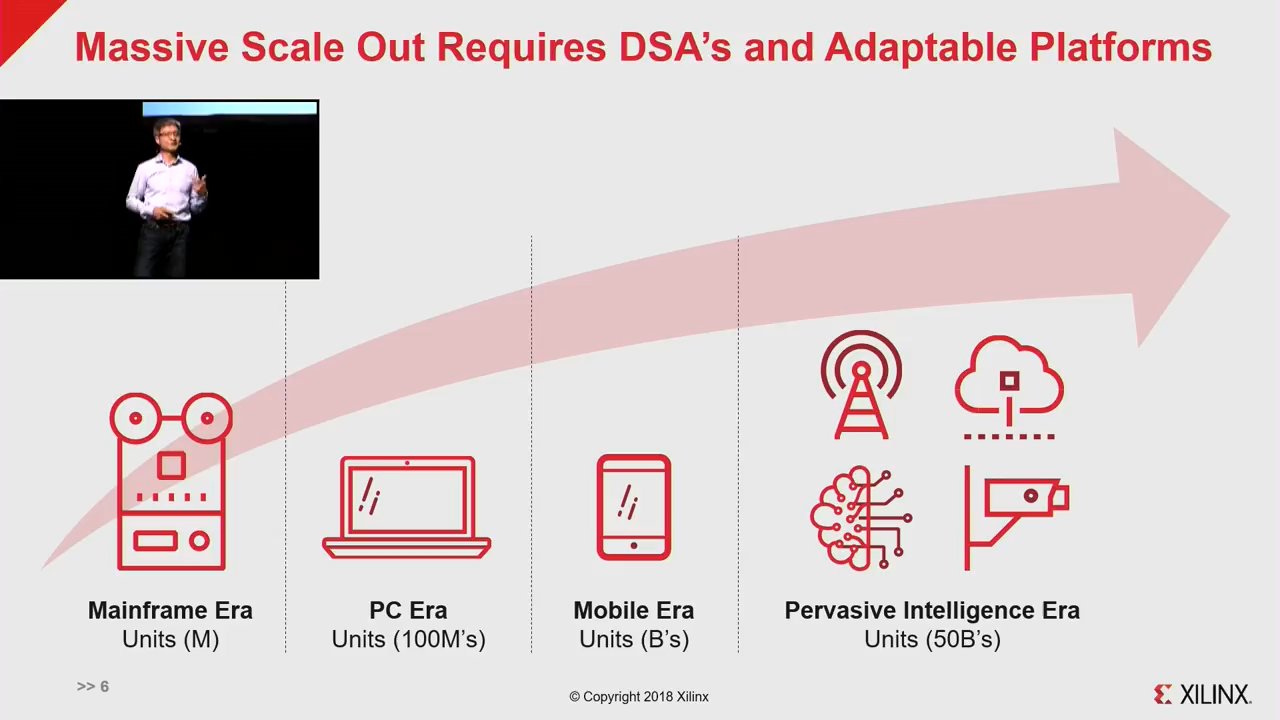 Massive Scale Out Requires DSA's and Adaptable Platforms
Mainframe Era
Units (M)
PC Era
Units (100M's)
Mobile Era
Units (B's)
Pervasive Intelligence Era
Units (50B's)
>> 6
© Copyright 2018 Xilinx
XILINX.